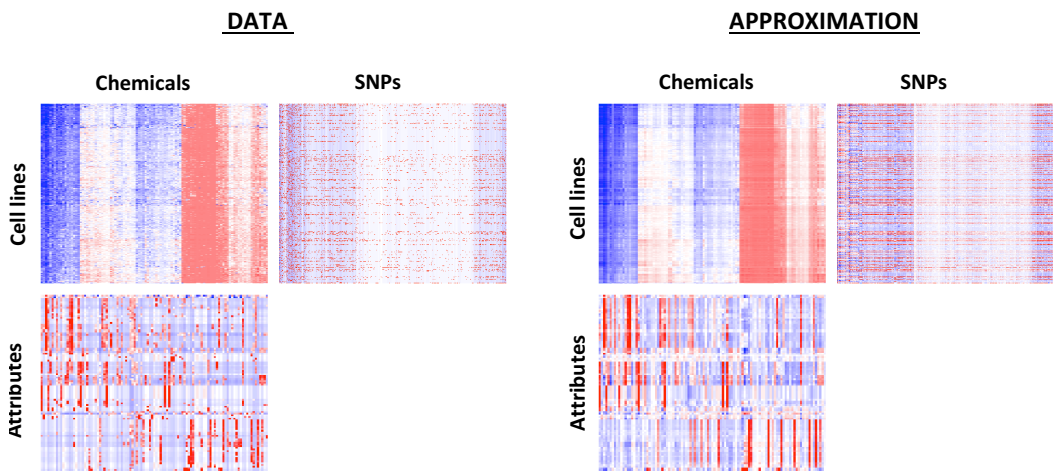 DATA
Chemicals
SNPs
Cell lines
Attributes
APPROXIMATION
Chemicals
SNPs
Cell lines
Attributes